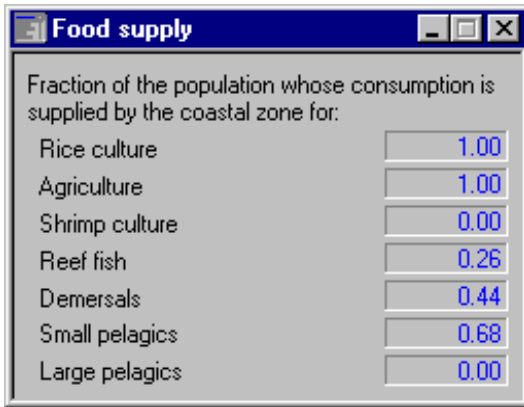 Food supply
Fraction of the population whose consumption is
supplied by the coastal zone for:
Rice culture 1.00
Agriculture 1.00
Shrimp culture 0.00
Reef fish 0.26
Demersals 0.44
Small pelagics 0.68
Large pelagics 0.00